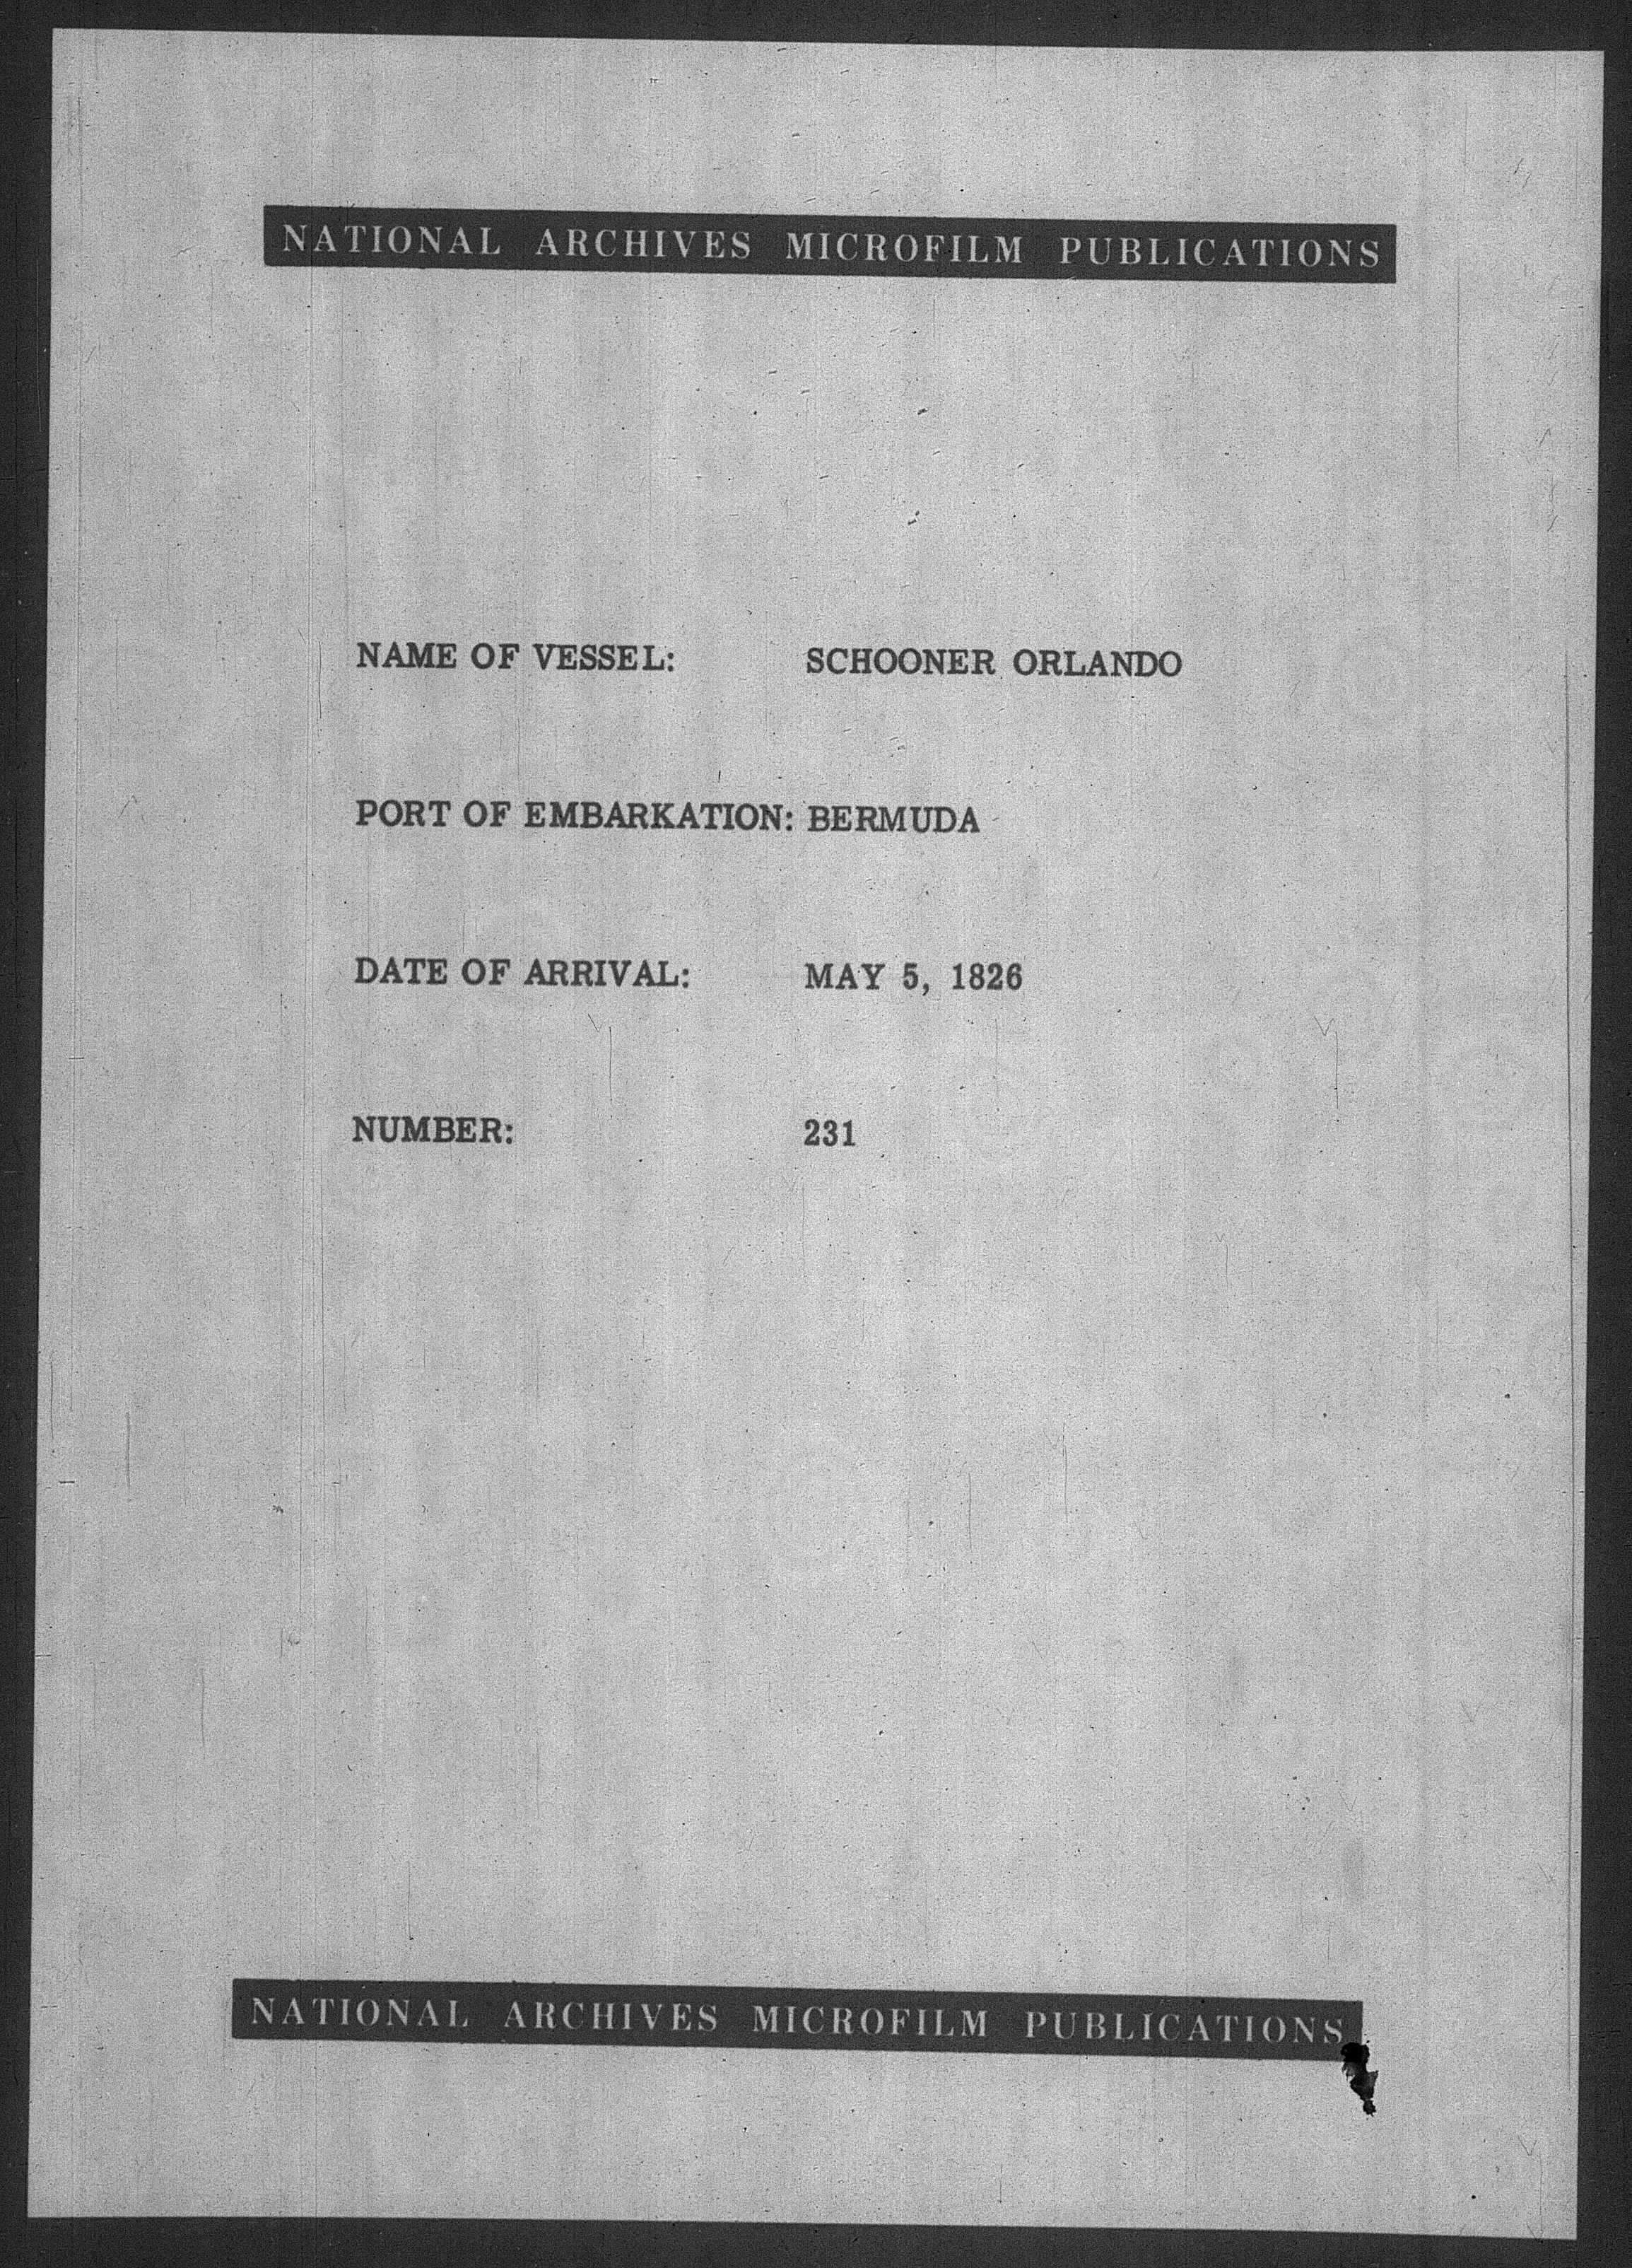 NATIONAL ARCHIVES MICROFILM PUBLICATIONS
NAME OF VESSEL: SCHOONER ORLANDO
PORT OF EMBARKATION: BERMUDA
DATE OF ARRIVAL: MAY 5, 1826
NUMBER: 231
NATIONAL ARCHIVES MICROFILM PUBLICATIONS